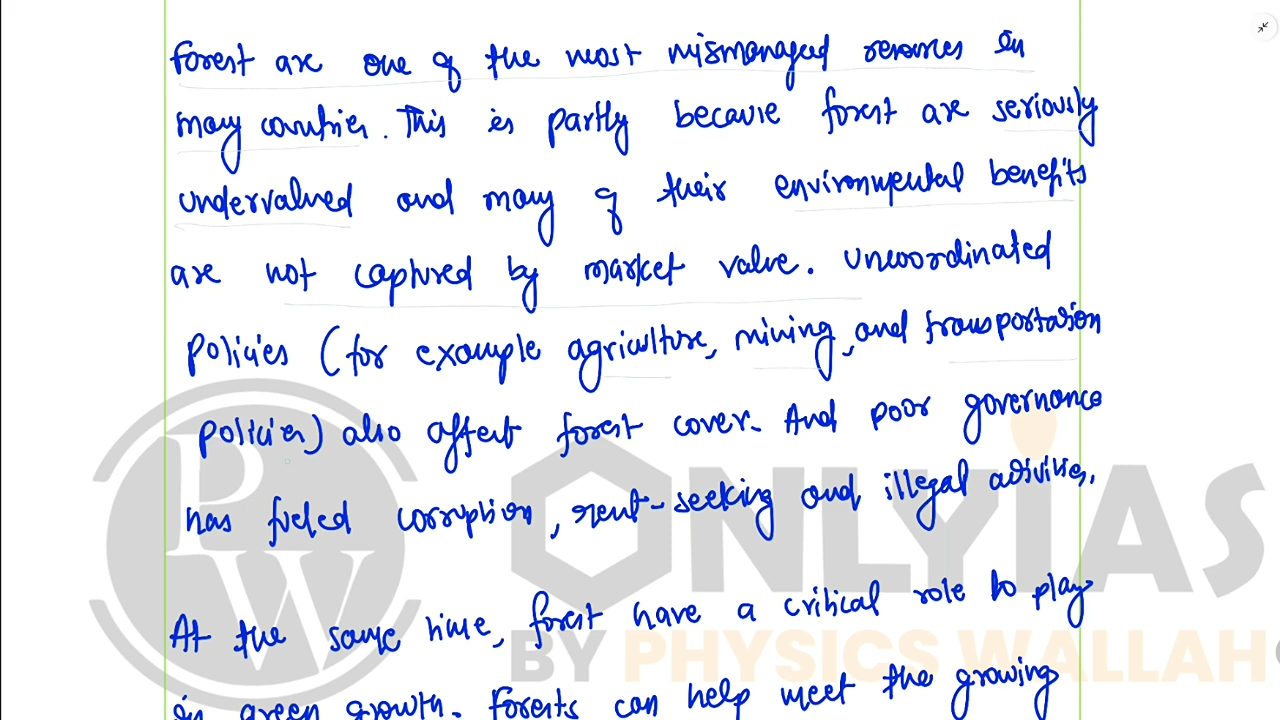 forest are one of the most mismanaged resources in
many countries. This is partly because forest are seriously
undervalued and many of their environmental benefits
are not captured by market value. Uncoordinated
policies (for example agriculture, mining, and transportation
policies) also affect forest cover. And poor governance
has fueled corruption, rent-seeking and illegal activities.
At the same time, forest have a critical role to play
in green growth. Forests can help meet the growing
PW ONLYIAS
BY PHYSICS WALLAH